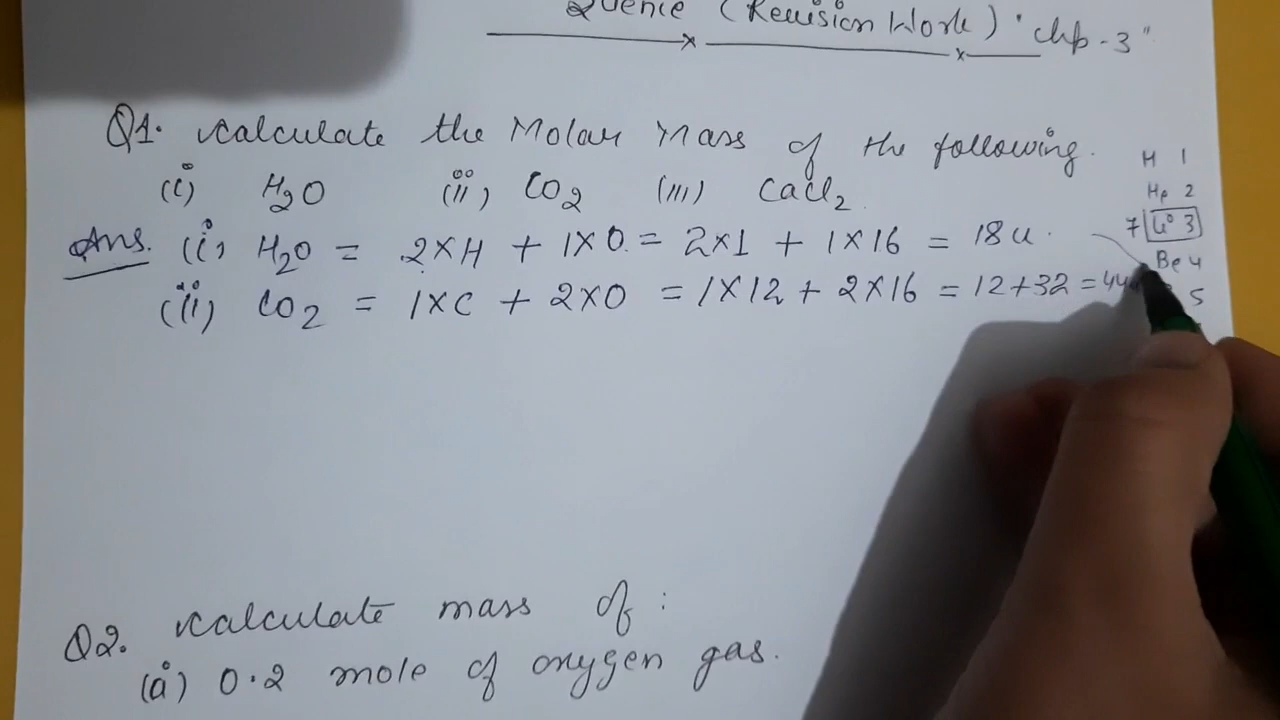 Quence (Revision Work) "Chp-3"
Q1. Calculate the Molar Mass of the following.
(i) H2O (ii) CO2 (iii) CaCl2
Ans. (i) H2O = 2×H + 1×O = 2×1 + 1×16 = 18u.
(ii) CO2 = 1×C + 2×O = 1×12 + 2×16 = 12+32 = 44
H 1
He 2
7 Li 3
Be 4
5
Q2. Calculate mass of :
(a) 0.2 mole of oxygen gas.